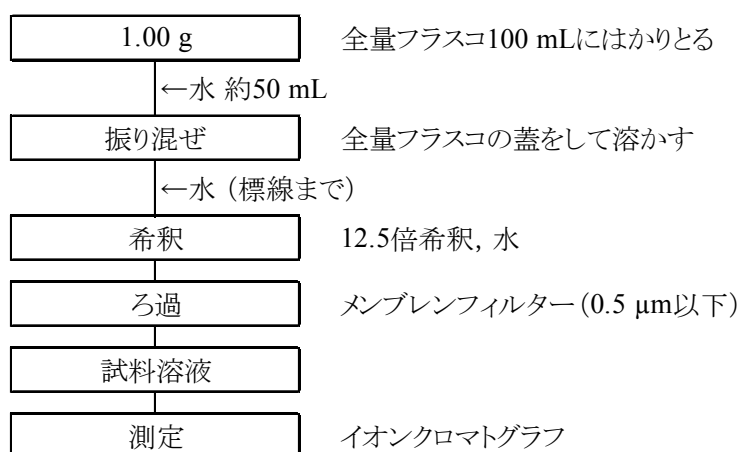 1.00 g 全量フラスコ100 mLにはかりとる
←水 約50 mL
振り混ぜ 全量フラスコの蓋をして溶かす
←水（標線まで）
希釈 12.5倍希釈, 水
ろ過 メンブレンフィルター（0.5 µm以下）
試料溶液
測定 イオンクロマトグラフ